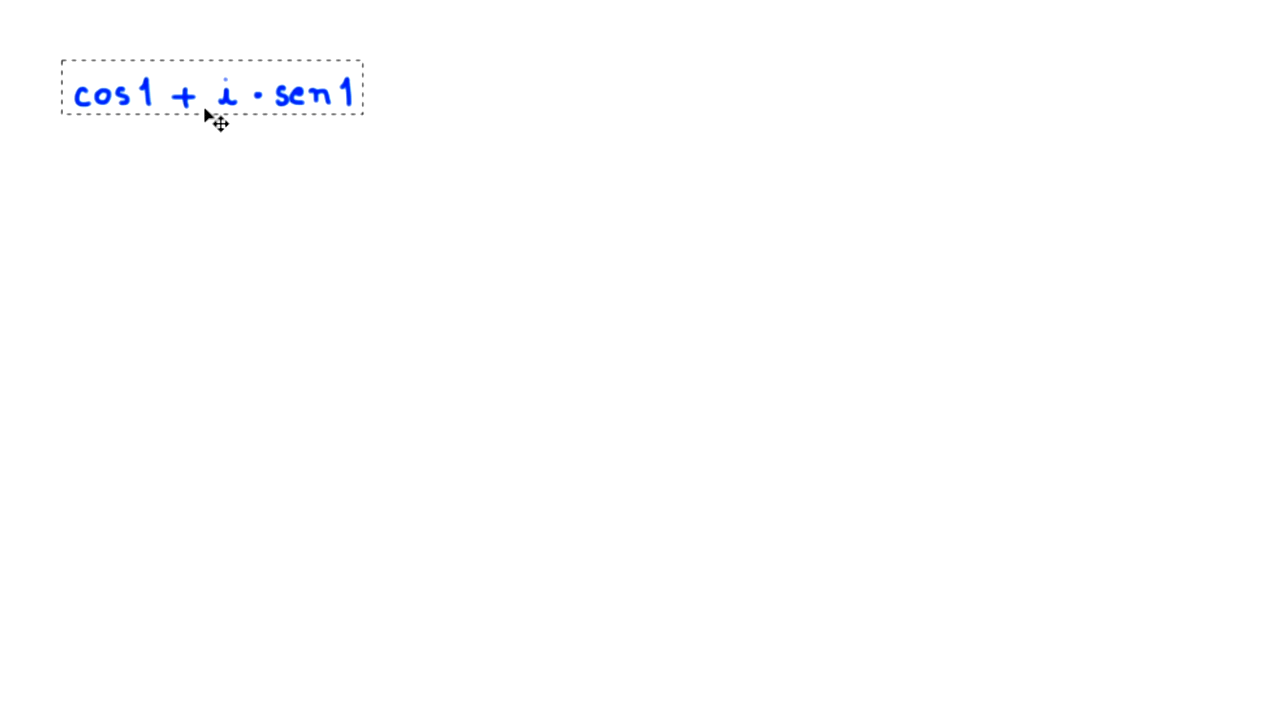 cos1 + i · sen1